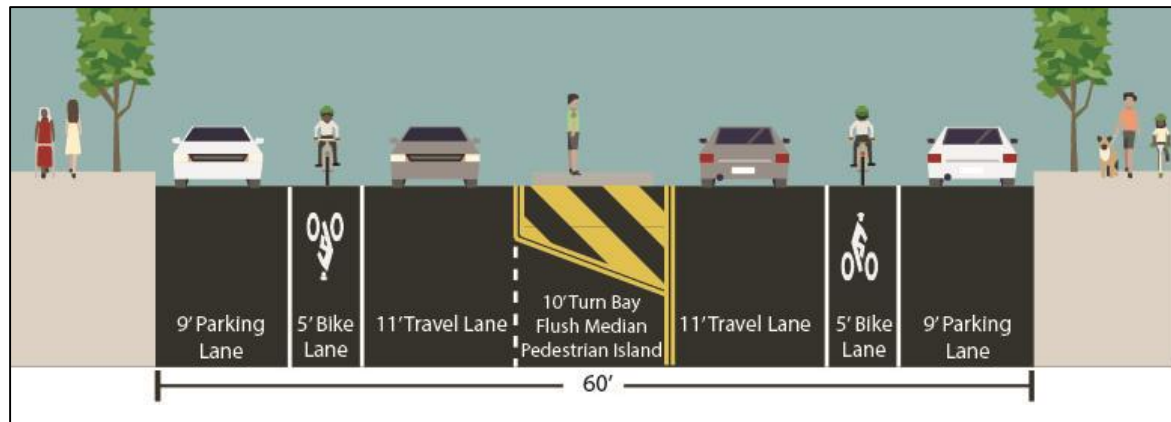 9' Parking
Lane
5' Bike
Lane
11' Travel Lane
10' Turn Bay
Flush Median
Pedestrian Island
11' Travel Lane
5' Bike
Lane
9' Parking
Lane
60'